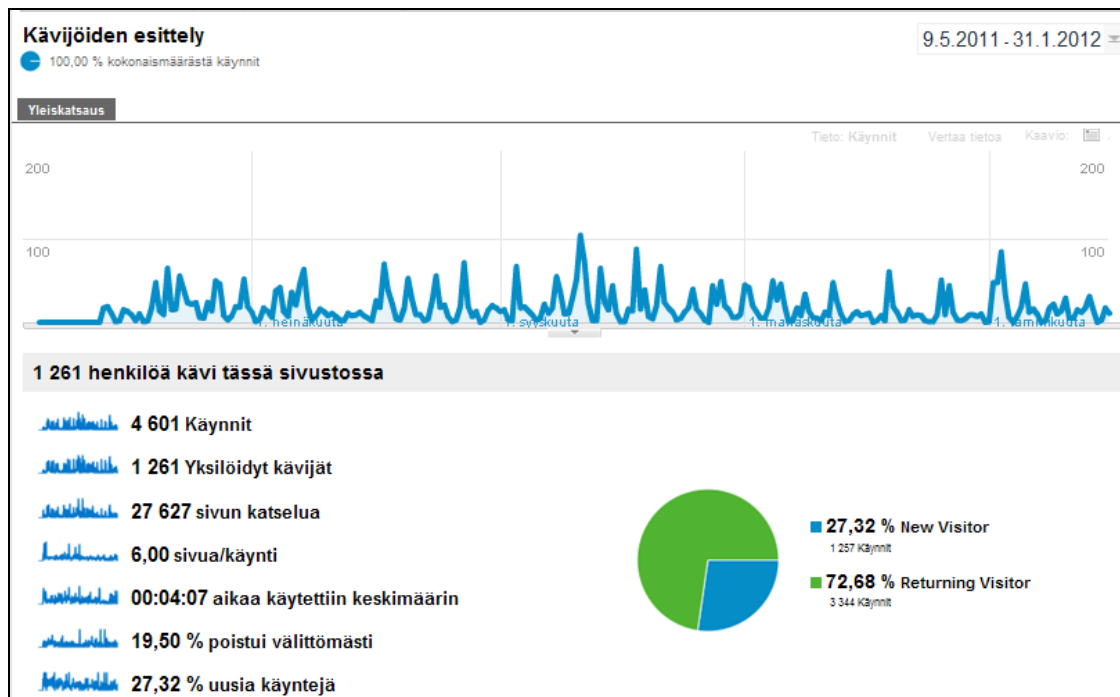 Kävijöiden esittely
9.5.2011 - 31.1.2012
100,00 % kokonaismäärästä käynnit
Yleiskatsaus
Tieto: Käynnit Vertaa tietoa Kaavio:
200 200
100 100
1. heinäkuuta 1. syyskuuta 1. marraskuuta 1. tammikuuta
1 261 henkilöä kävi tässä sivustossa
4 601 Käynnit
1 261 Yksilöidyt kävijät
27 627 sivun katselua
6,00 sivua/käynti
00:04:07 aikaa käytettiin keskimäärin
19,50 % poistui välittömästi
27,32 % uusia käyntejä
27,32 % New Visitor
1 257 Käynnit
72,68 % Returning Visitor
3 344 Käynnit